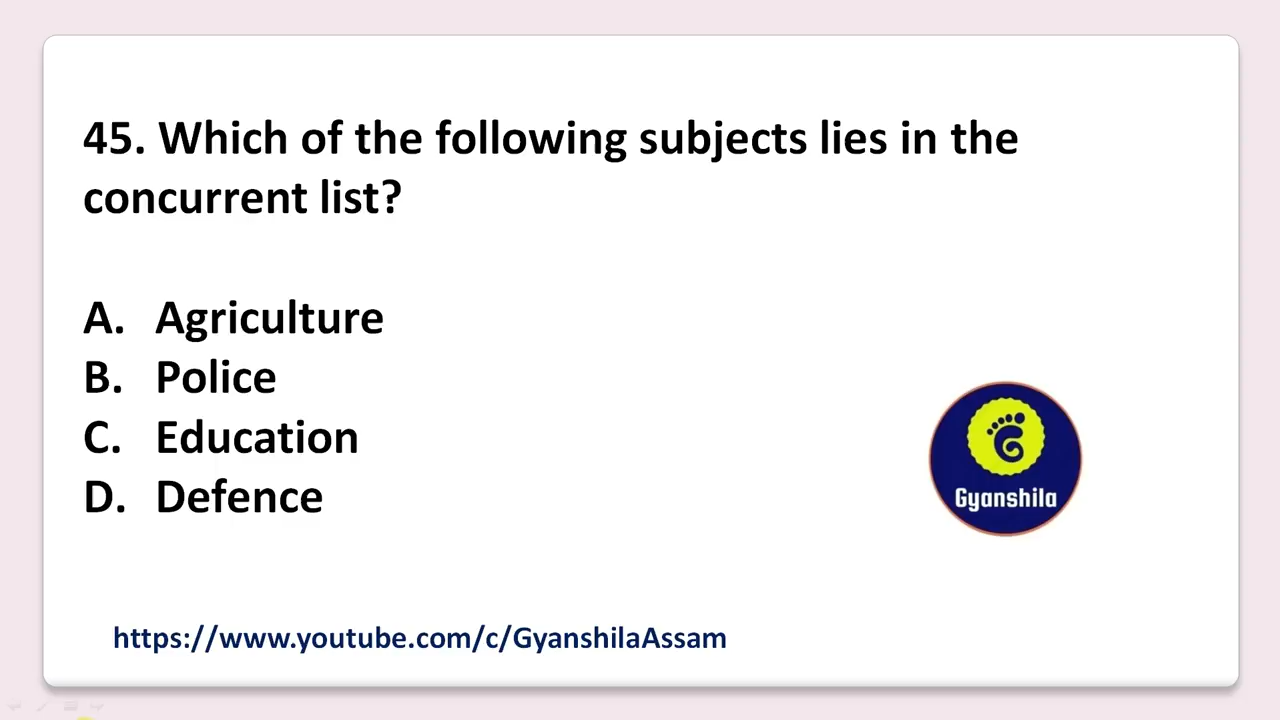 45. Which of the following subjects lies in the
concurrent list?
A. Agriculture
B. Police
C. Education
D. Defence
Gyanshila
https://www.youtube.com/c/GyanshilaAssam